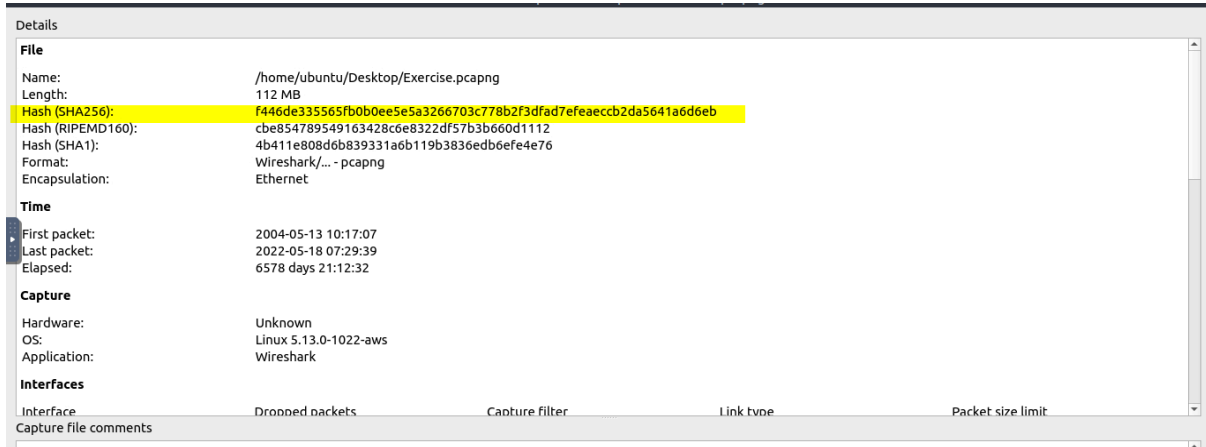 Details
File
Name: /home/ubuntu/Desktop/Exercise.pcapng
Length: 112 MB
Hash (SHA256): f446de335565fb0b0ee5e5a3266703c778b2f3dfad7efeaeccb2da5641a6d6eb
Hash (RIPEMD160): cbe854789549163428c6e8322df57b3b660d1112
Hash (SHA1): 4b411e808d6b839331a6b119b3836edb6efe4e76
Format: Wireshark/... - pcapng
Encapsulation: Ethernet
Time
First packet: 2004-05-13 10:17:07
Last packet: 2022-05-18 07:29:39
Elapsed: 6578 days 21:12:32
Capture
Hardware: Unknown
OS: Linux 5.13.0-1022-aws
Application: Wireshark
Interfaces
Interface Dropped packets Capture filter Link type Packet size limit
Capture file comments